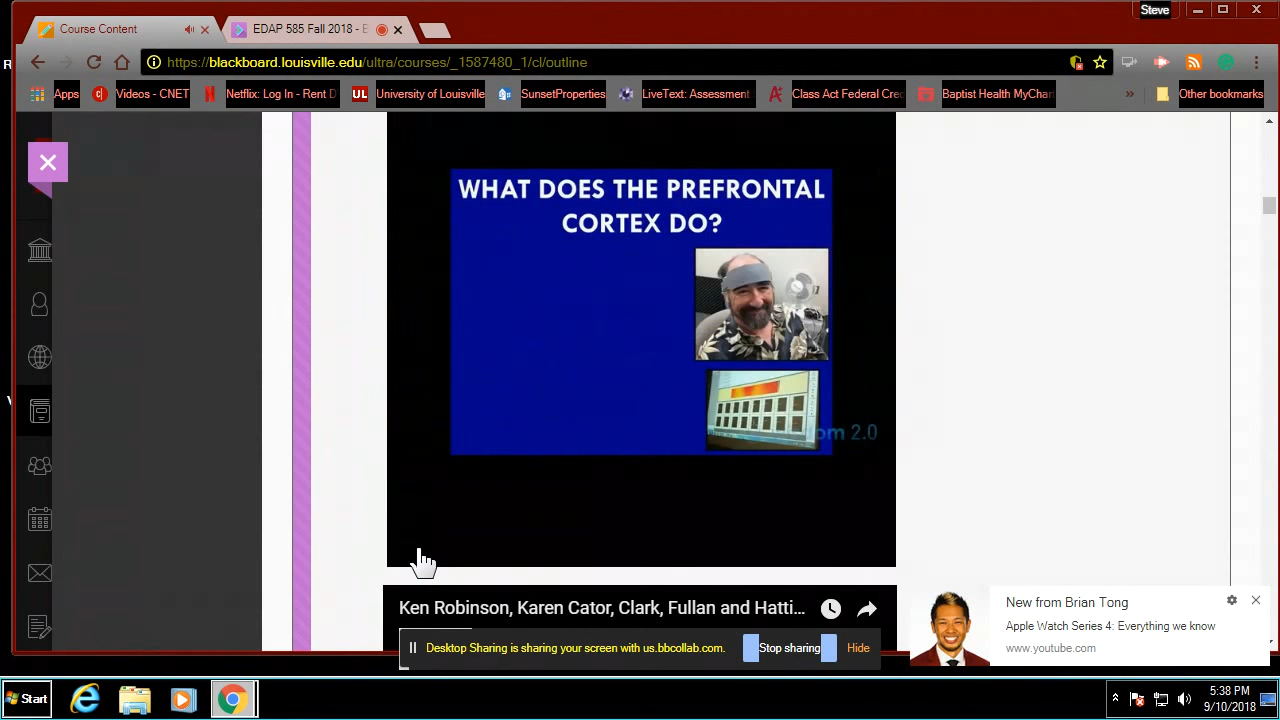 Steve
Course Content
EDAP 585 Fall 2018 - E
https://blackboard.louisville.edu/ultra/courses/_1587480_1/cl/outline
Apps
Videos - CNET
Netflix: Log In - Rent D
University of Louisville
SunsetProperties
LiveText: Assessment
Class Act Federal Cred
Baptist Health MyChar
»
Other bookmarks
WHAT DOES THE PREFRONTAL
CORTEX DO?
om 2.0
Ken Robinson, Karen Cator, Clark, Fullan and Hatti...
Desktop Sharing is sharing your screen with us.bbcollab.com.
Stop sharing
Hide
New from Brian Tong
Apple Watch Series 4: Everything we know
www.youtube.com
Start
5:38 PM
9/10/2018